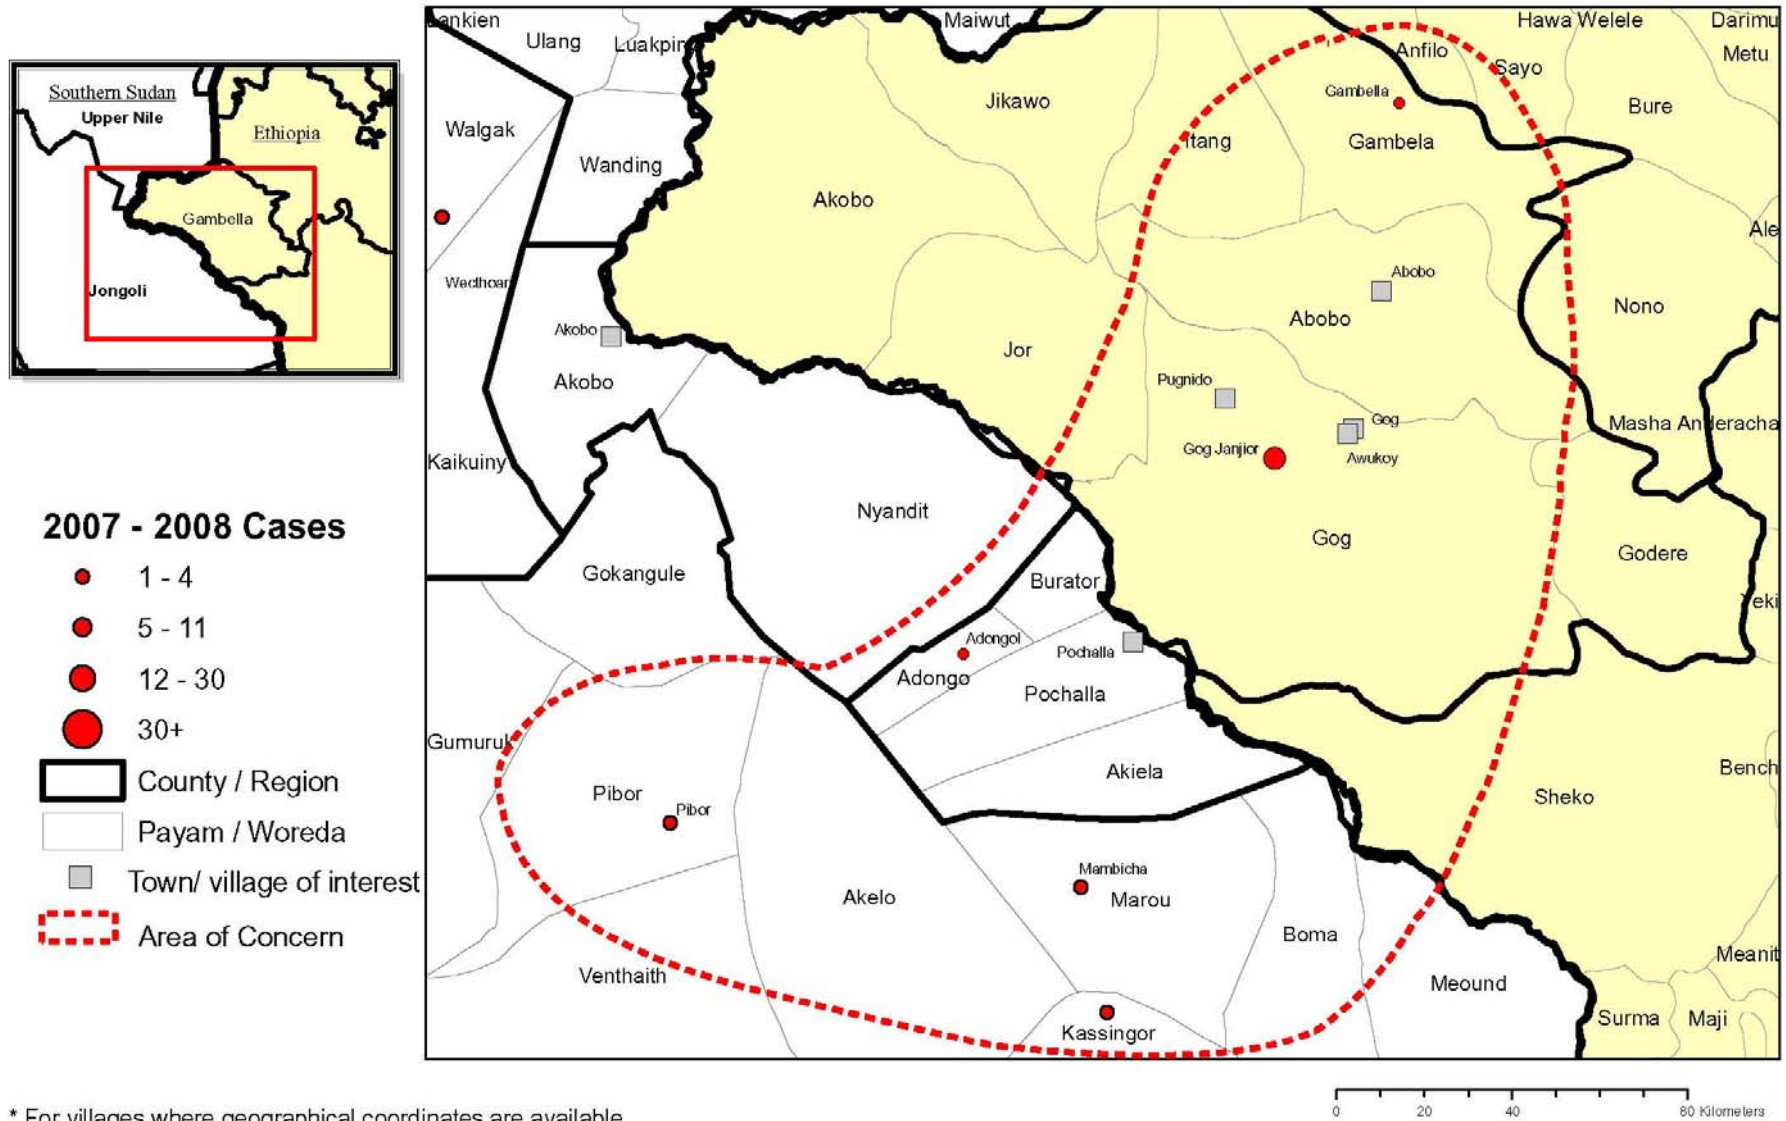 Southern Sudan
Upper Nile
Ethiopia
Gambella
Jongoli
2007 - 2008 Cases
1 - 4
5 - 11
12 - 30
30+
County / Region
Payam / Woreda
Town/ village of interest
Area of Concern
ankien
Ulang
Luakpin
Maiwut
Hawa Welele
Darimu
Anfilo
Sayo
Metu
Walgak
Jikawo
Gambella
Bure
Wanding
Itang
Gambela
Akobo
Ale
Wecthoar
Abobo
Abobo
Nono
Akobo
Akobo
Jor
Pugnido
Gog
Masha Anderacha
Gog Janjior
Awukoy
Kaikuiny
Nyandit
Gog
Godere
Gokangule
Burator
Yeki
Adongol
Adongo
Pochalla
Pochalla
Gumuruk
Akiela
Bench
Pibor
Pibor
Sheko
Mambicha
Marou
Akelo
Boma
Meanit
Venthaith
Meound
Kassingor
Surma
Maji
0 20 40 80 Kilometers
* For villages where geographical coordinates are available